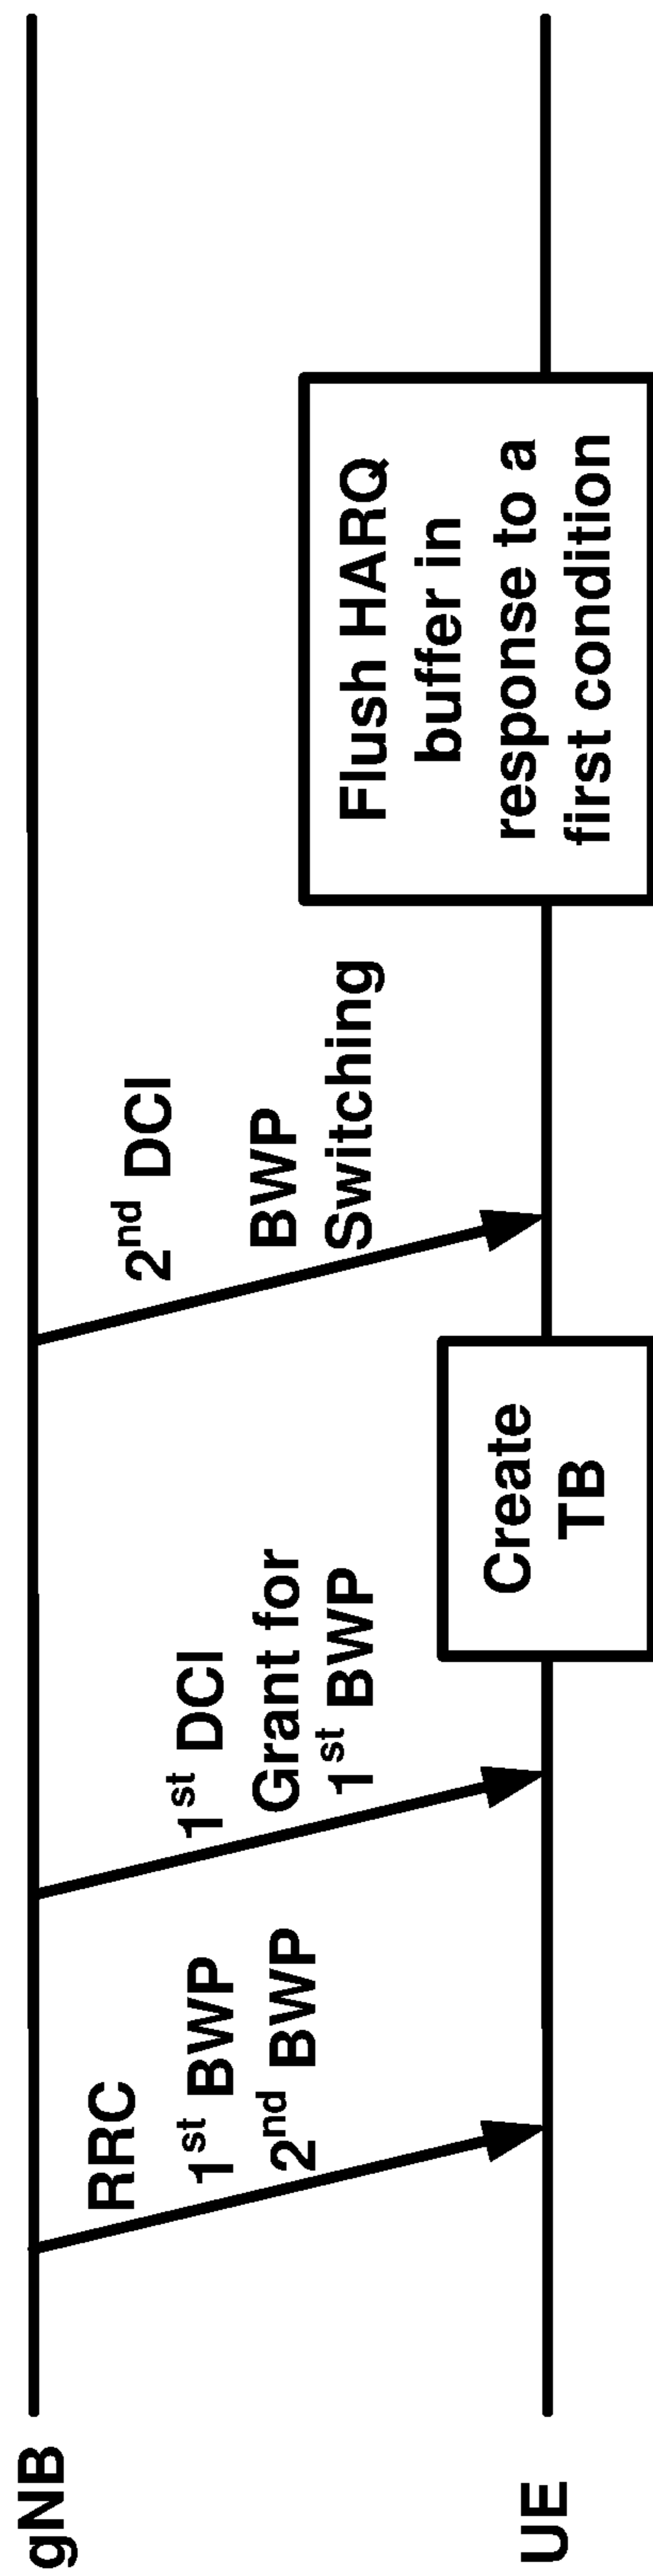 gNB
RRC
1st BWP
2nd BWP
1st DCI
Grant for
1st BWP
2nd DCI
BWP
Switching
UE
Create
TB
Flush HARQ
buffer in
response to a
first condition